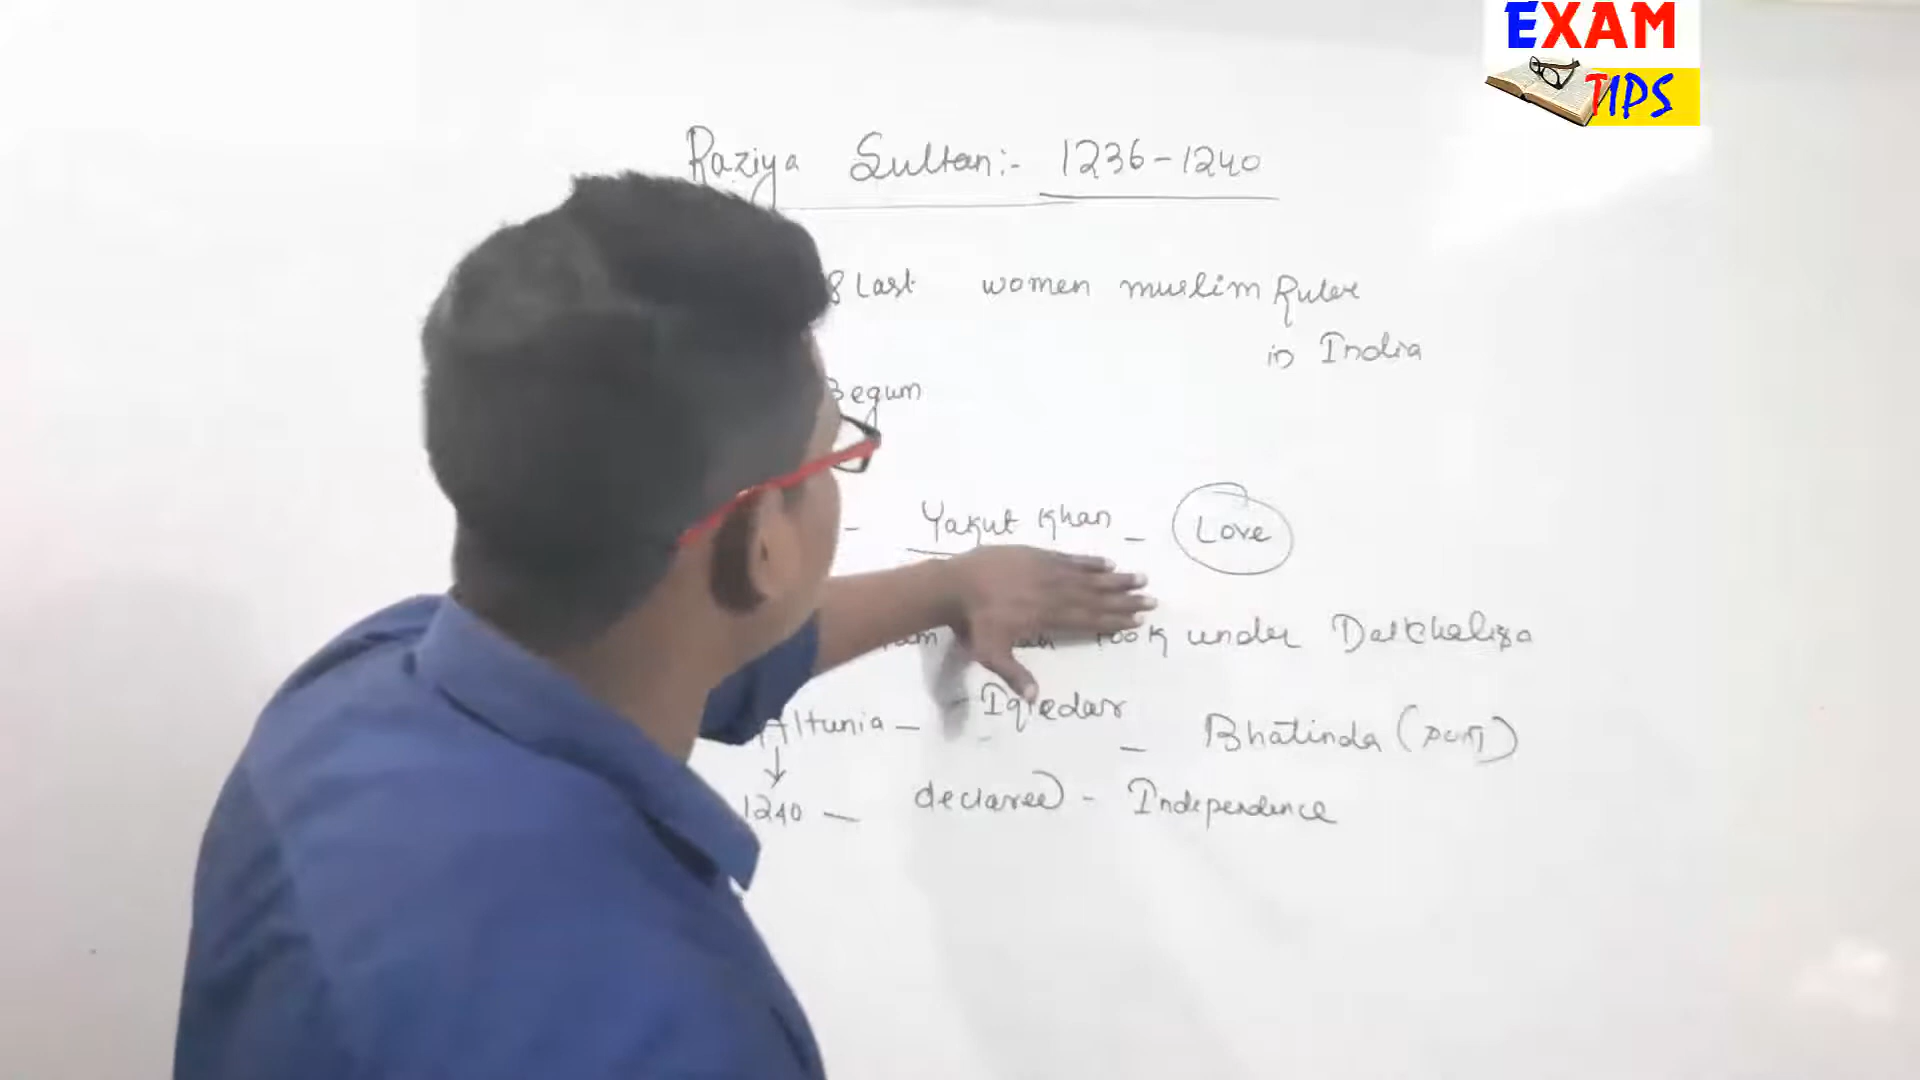 EXAM
TIPS
Raziya Sultan:- 1236-1240
& Last women muslim Ruler
in India
Begum
- Yakut Khan - Love
took under
Altunia - Iqtedar - Bhatinda
↓
1240 - declared - Independence